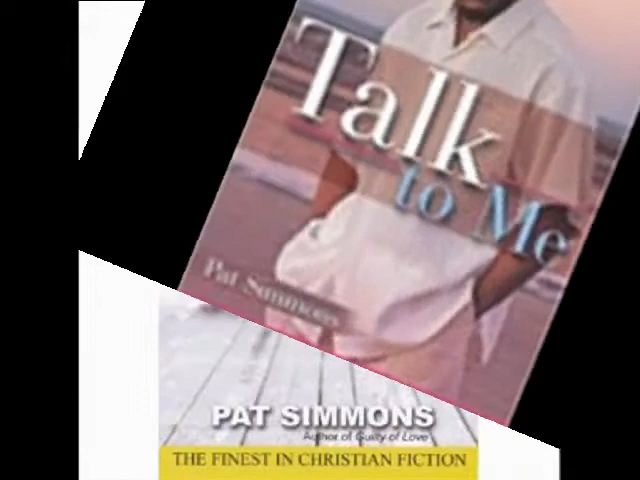 Talk
to Me
Pat Simmons
PAT SIMMONS
Author of Guilty of Love
THE FINEST IN CHRISTIAN FICTION